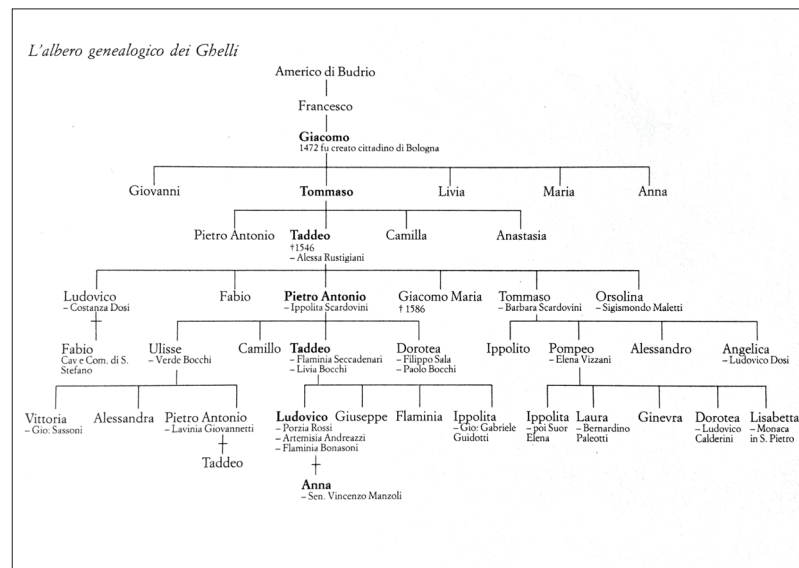 L'albero genealogico dei Ghelli
Americo di Budrio
Francesco
Giacomo
1472 fu creato cittadino di Bologna
Giovanni Tommaso Livia Maria Anna
Pietro Antonio Taddeo Camilla Anastasia
†1546
– Alessa Rustigiani
Ludovico Fabio Pietro Antonio Giacomo Maria Tommaso Orsolina
– Costanza Dosi – Ippolita Scardovini † 1586 – Barbara Scardovini – Sigismondo Maletti
Fabio Ulisse Camillo Taddeo Dorotea Ippolito Pompeo Alessandro Angelica
Cav e Com. di S. – Verde Bocchi – Flaminia Seccadenari – Filippo Sala – Elena Vizzani – Ludovico Dosi
Stefano – Livia Bocchi – Paolo Bocchi
Vittoria Alessandra Pietro Antonio Ludovico Giuseppe Flaminia Ippolita Ippolita Laura Ginevra Dorotea Lisabetta
– Gio: Sassoni – Lavinia Giovannetti – Porzia Rossi – Gio: Gabriele – poi Suor – Bernardino – Ludovico – Monaca
– Artemisia Andreazzi Guidotti Elena Paleotti Calderini in S. Pietro
– Flaminia Bonasoni
Taddeo
Anna
– Sen. Vincenzo Manzoli